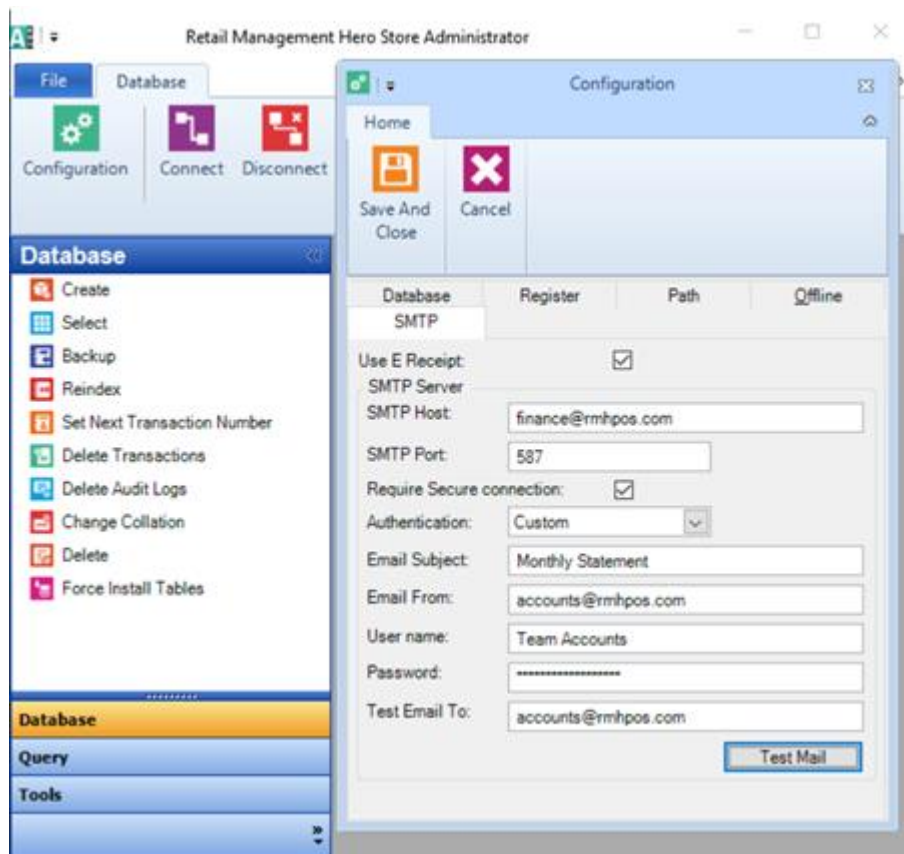 Retail Management Hero Store Administrator
File Database
Configuration Connect Disconnect
Database
Create
Select
Backup
Reindex
Set Next Transaction Number
Delete Transactions
Delete Audit Logs
Change Collation
Delete
Force Install Tables
Database
Query
Tools
Configuration
Home
Save And
Close
Cancel
Database Register Path Offline
SMTP
Use E Receipt:
SMTP Server
SMTP Host: finance@rmhpos.com
SMTP Port: 587
Require Secure connection:
Authentication: Custom
Email Subject: Monthly Statement
Email From: accounts@rmhpos.com
User name: Team Accounts
Password: -------------------
Test Email To: accounts@rmhpos.com
Test Mail